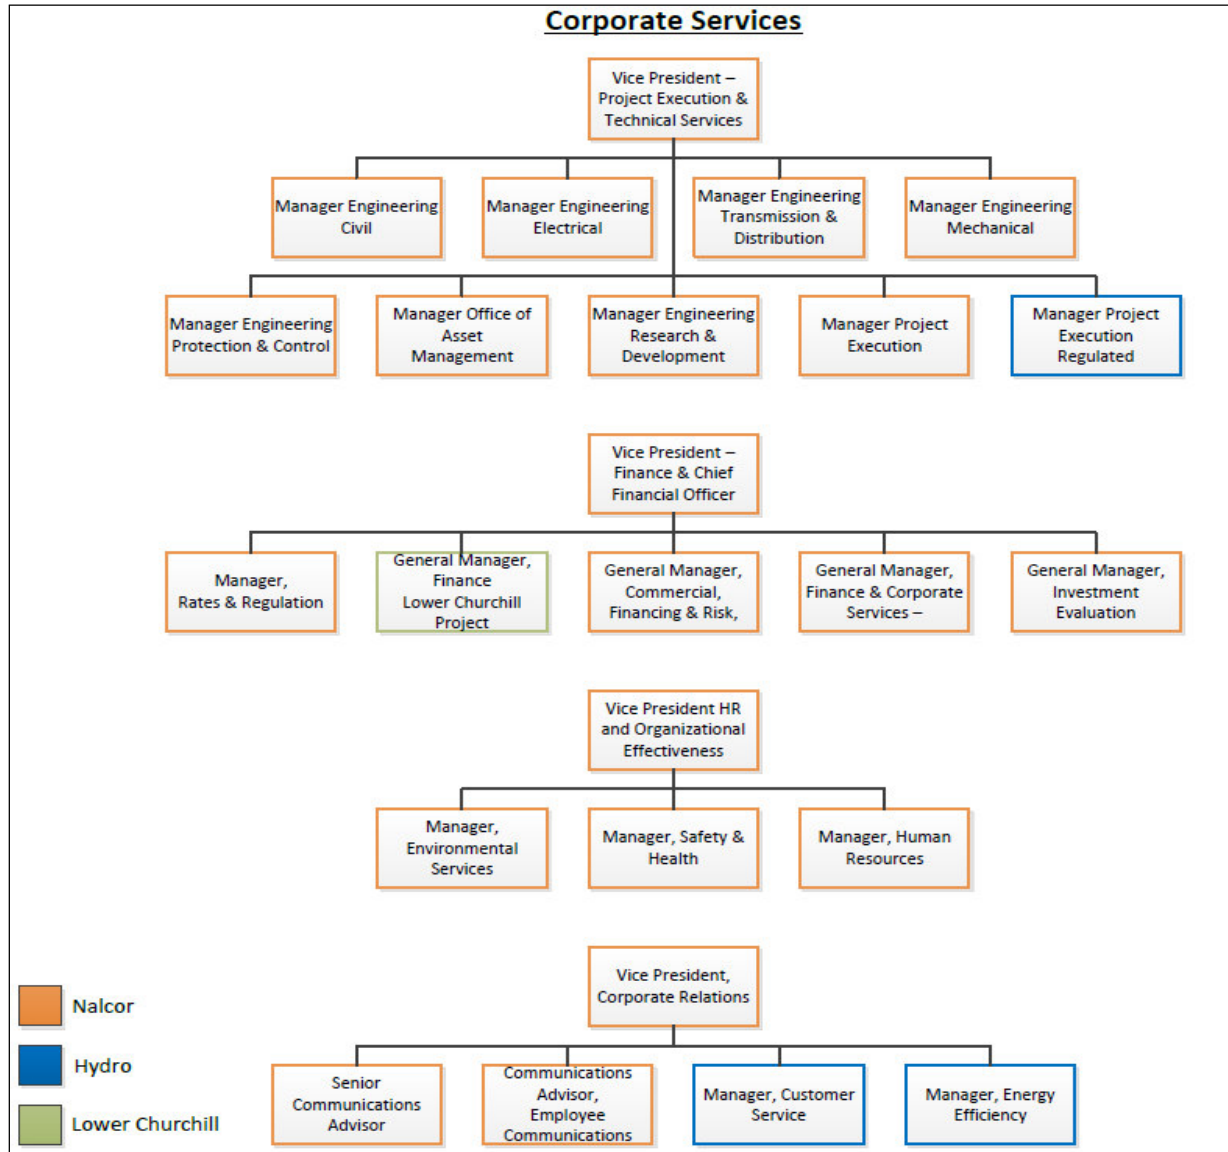 Corporate Services
Vice President –
Project Execution &
Technical Services
Manager Engineering
Civil
Manager Engineering
Electrical
Manager Engineering
Transmission &
Distribution
Manager Engineering
Mechanical
Manager Engineering
Protection & Control
Manager Office of
Asset
Management
Manager Engineering
Research &
Development
Manager Project
Execution
Manager Project
Execution
Regulated
Vice President –
Finance & Chief
Financial Officer
Manager,
Rates & Regulation
General Manager,
Finance
Lower Churchill
Project
General Manager,
Commercial,
Financing & Risk,
General Manager,
Finance & Corporate
Services –
General Manager,
Investment
Evaluation
Vice President HR
and Organizational
Effectiveness
Manager,
Environmental
Services
Manager, Safety &
Health
Manager, Human
Resources
Vice President,
Corporate Relations
Senior
Communications
Advisor
Communications
Advisor,
Employee
Communications
Manager, Customer
Service
Manager, Energy
Efficiency
Nalcor
Hydro
Lower Churchill